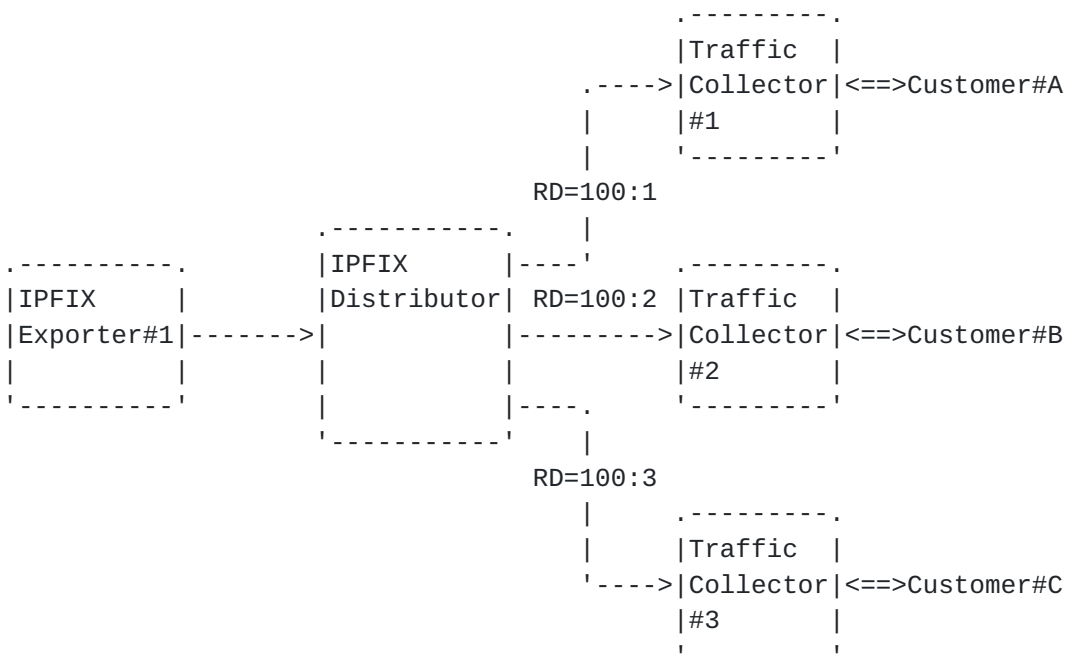 Traffic
Collector<==>Customer#A
#1
RD=100:1
IPFIX
IPFIX Distributor RD=100:2 Traffic
Exporter#1 Collector<==>Customer#B
#2
RD=100:3
Traffic
Collector<==>Customer#C
#3